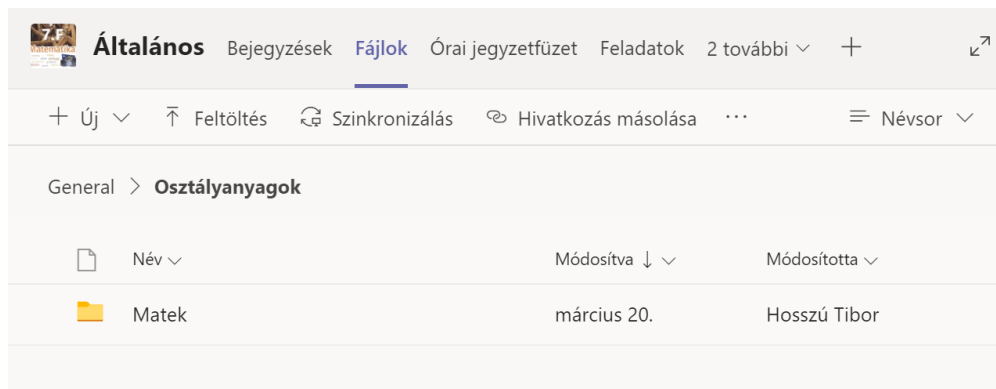 7.F
Matematika
Általános Bejegyzések Fájlok Órai jegyzetfüzet Feladatok 2 további
Új Feltöltés Szinkronizálás Hivatkozás másolása ... Névsor
General > Osztályanyagok
Név Módosítva ↓ Módosította
Matek március 20. Hosszú Tibor